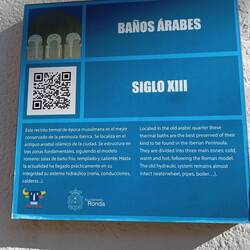 BAÑOS ÁRABES
SIGLO XIII
Este recinto termal de época musulmana es el mejor
conservado de la península Ibérica. Se localiza en el
antiguo arrabal islámico de la ciudad. Se estructura en
tres zonas fundamentales, siguiendo el modelo
romano: salas de baño frío, templado y caliente. Hasta
la actualidad ha llegado prácticamente en su
integridad su sistema hidráulico (noria, conducciones,
calderas...).
Located in the old arabic quarter these
thermal baths are the best preserved of their
kind to be found in the Iberian Peninsula.
They are divided into three main zones: cold,
warm and hot, following the Roman model.
The old hydraulic system remains almost
intact (waterwheel, pipes, boiler ...).
Ronda